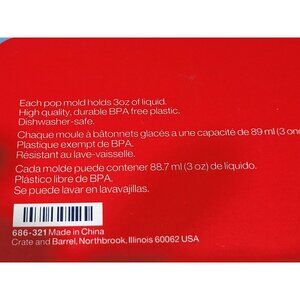 Each pop mold holds 3oz of liquid.
High quality, durable BPA free plastic.
Dishwasher-safe.
Chaque moule à bâtonnets glacés a une capacité de 89 ml (3 onc
Plastique exempt de BPA.
Résistant au lave-vaisselle.
Cada molde puede contener 88.7 ml (3 oz) de líquido.
Plástico libre de BPA.
Se puede lavar en lavavajillas.
686-321 Made in China
Crate and Barrel, Northbrook, Illinois 60062 USA